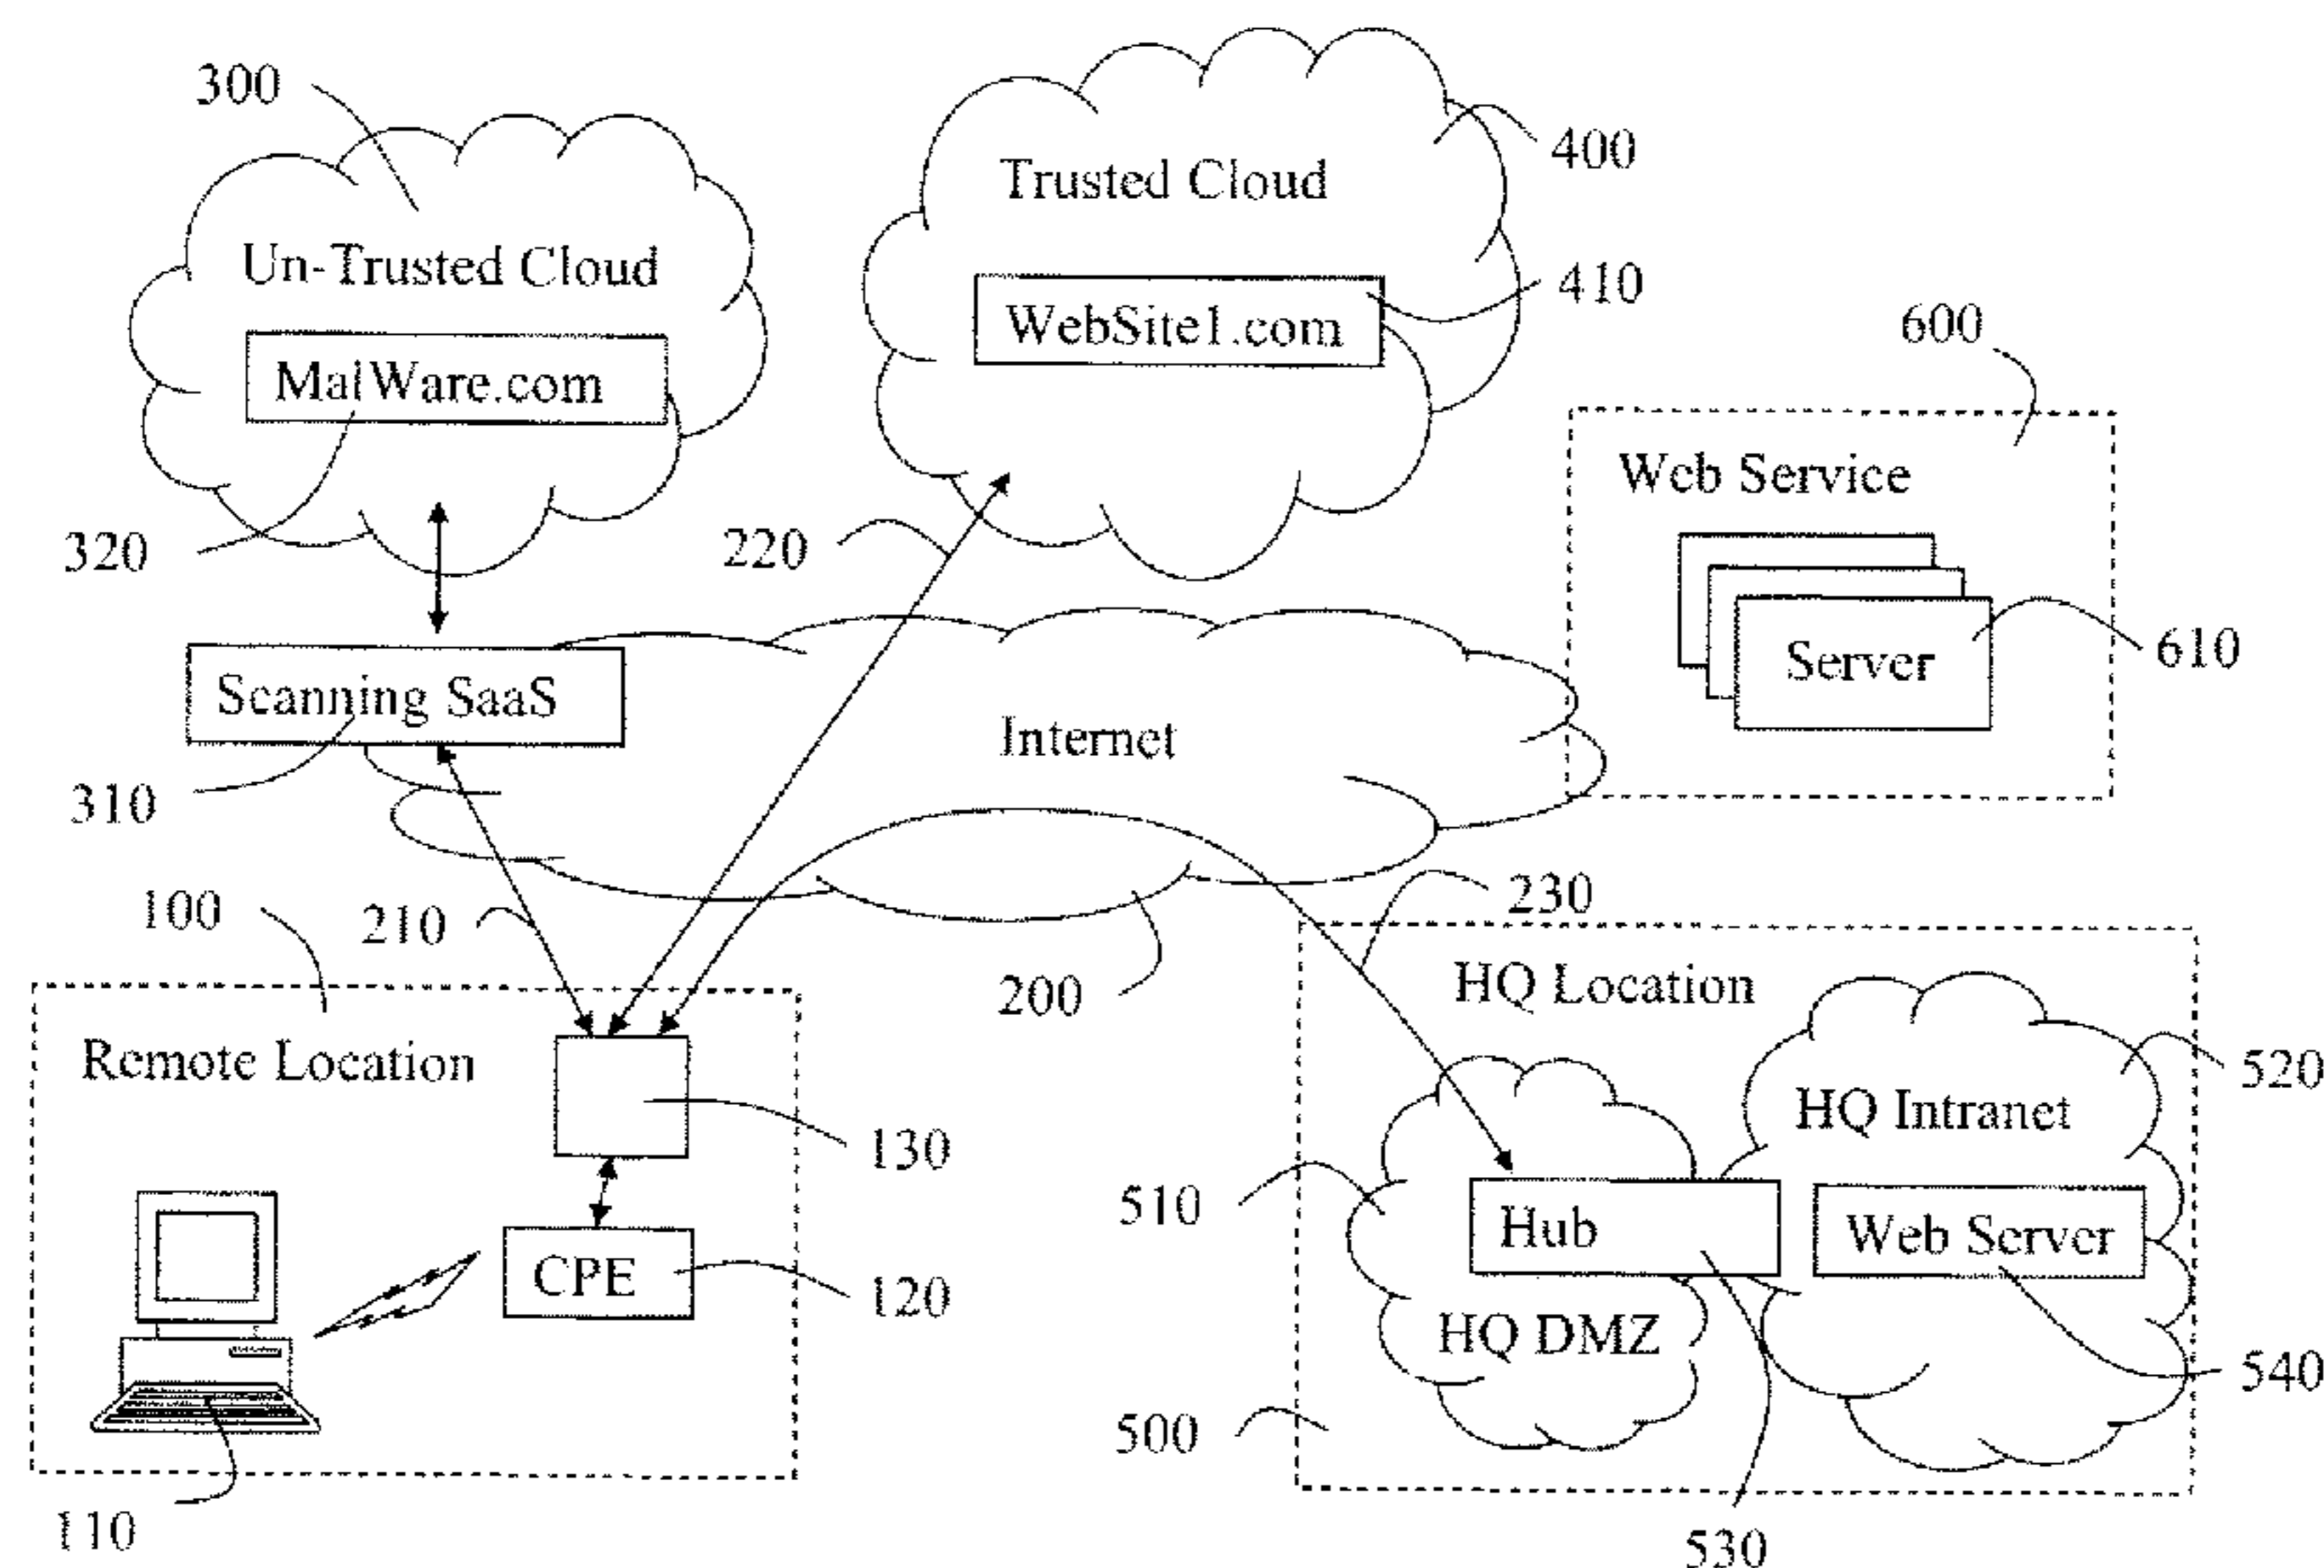 300
Trusted Cloud
400
Un-Trusted Cloud
WebSite1.com
410
MalWare.com
600
Web Service
320
220
Server
610
Scanning SaaS
Internet
310
100
210
230
200
HQ Location
Remote Location
520
130
HQ Intranet
510
Hub
Web Server
CPE
120
HQ DMZ
540
500
110
530